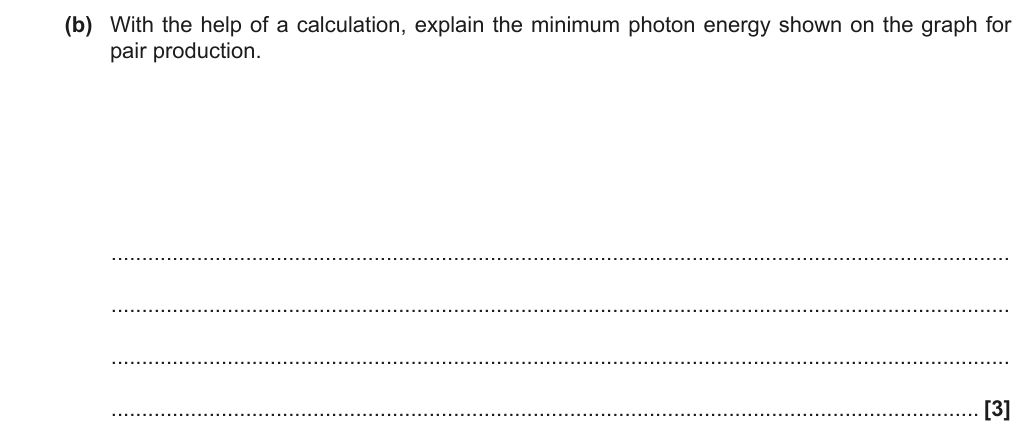 (b) With the help of a calculation, explain the minimum photon energy shown on the graph for
pair production.
[3]